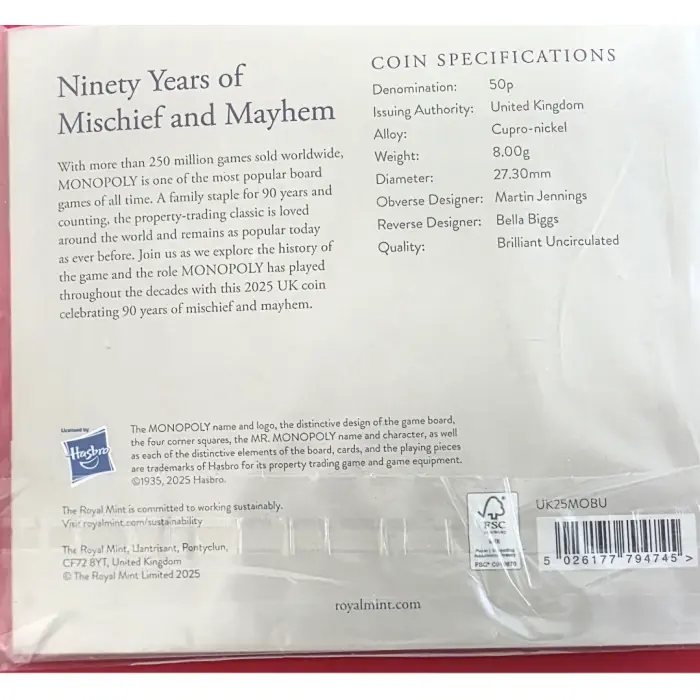 Ninety Years of
Mischief and Mayhem
With more than 250 million games sold worldwide,
MONOPOLY is one of the most popular board
games of all time. A family staple for 90 years and
counting, the property-trading classic is loved
around the world and remains as popular today
as ever before. Join us as we explore the history of
the game and the role MONOPOLY has played
throughout the decades with this 2025 UK coin
celebrating 90 years of mischief and mayhem.
COIN SPECIFICATIONS
Denomination: 50p
Issuing Authority: United Kingdom
Alloy: Cupro-nickel
Weight: 8.00g
Diameter: 27.30mm
Obverse Designer: Martin Jennings
Reverse Designer: Bella Biggs
Quality: Brilliant Uncirculated
Licensed by
Hasbro
The MONOPOLY name and logo, the distinctive design of the game board,
the four corner squares, the MR. MONOPOLY name and character, as well
as each of the distinctive elements of the board, cards, and the playing pieces
are trademarks of Hasbro for its property trading game and game equipment.
©1935, 2025 Hasbro.
The Royal Mint is committed to working sustainably.
Visit royalmint.com/sustainability
The Royal Mint, Llantrisant, Pontyclun,
CF72 8YT, United Kingdom
© The Royal Mint Limited 2025
FSC
UK25MOBU
5 026177 794745 >
royalmint.com